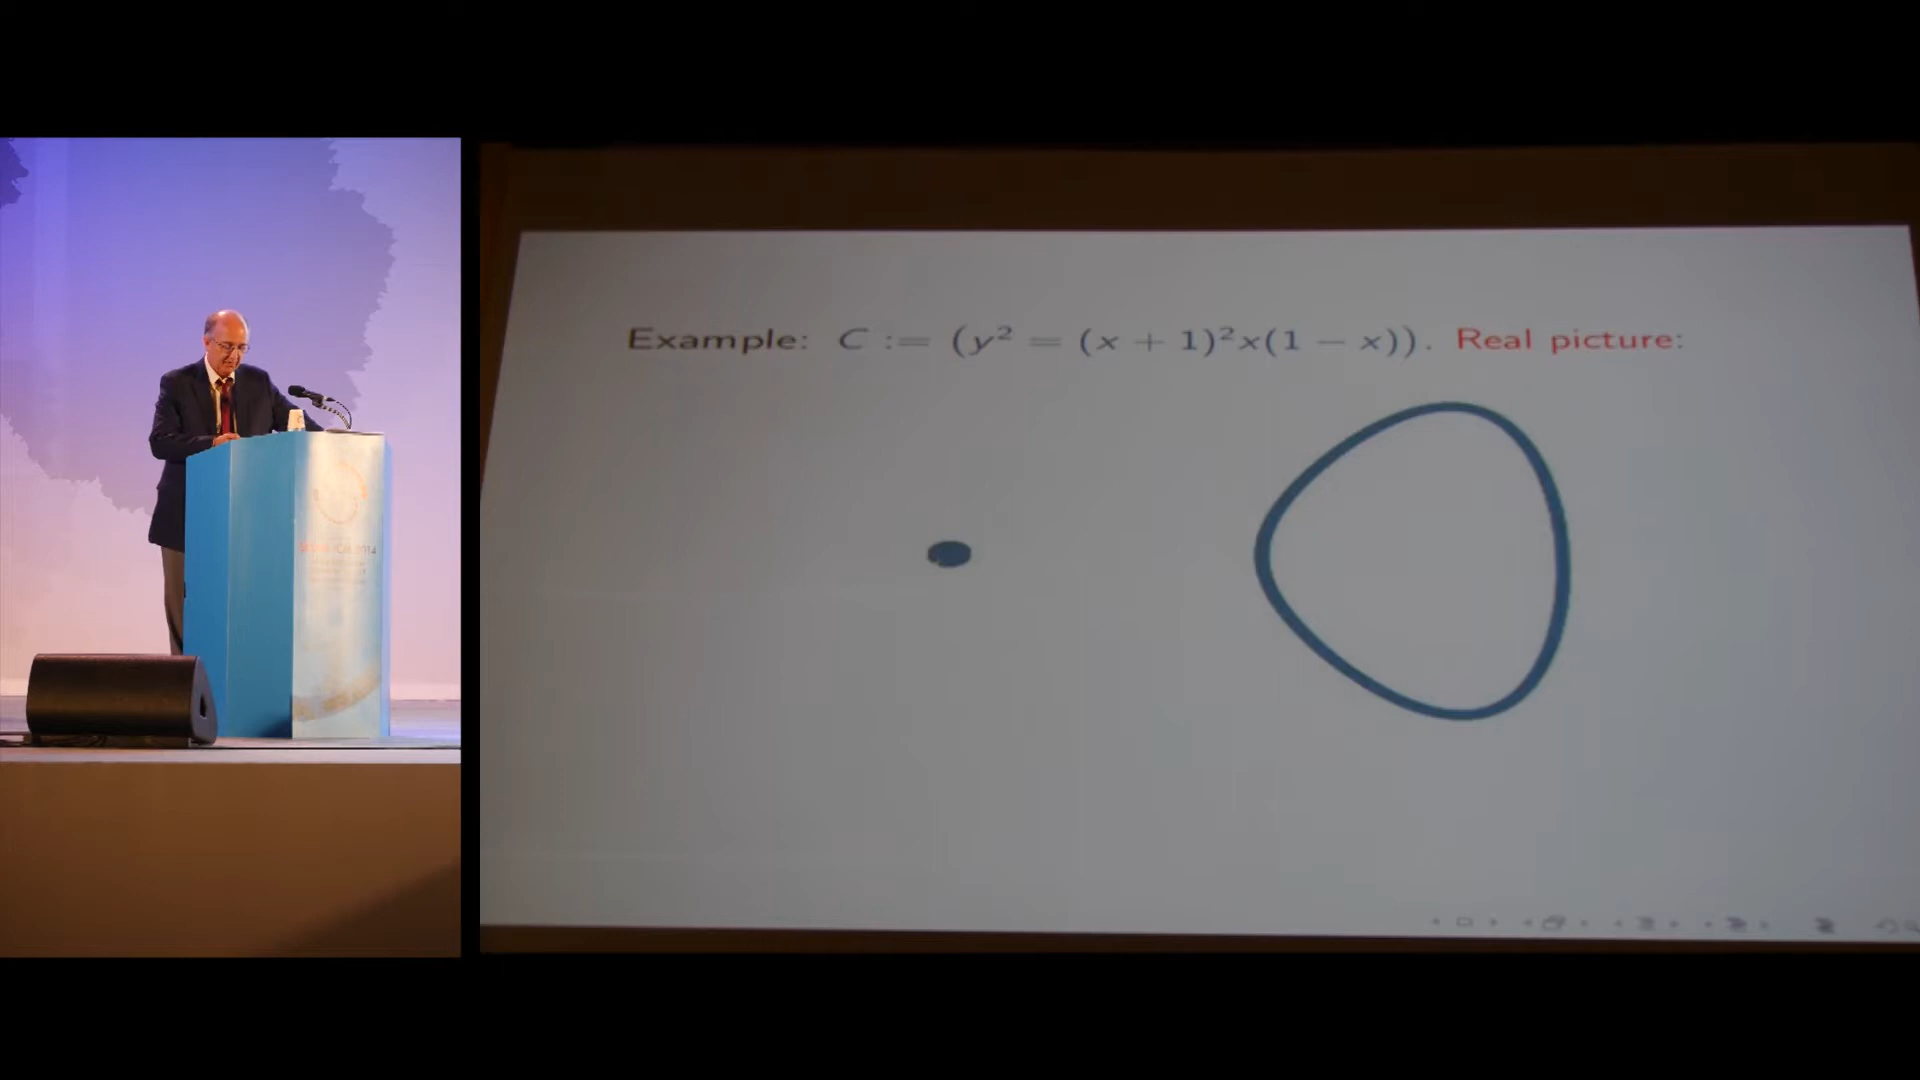 Example: C := (y² = (x + 1)²x(1 − x)). Real picture: